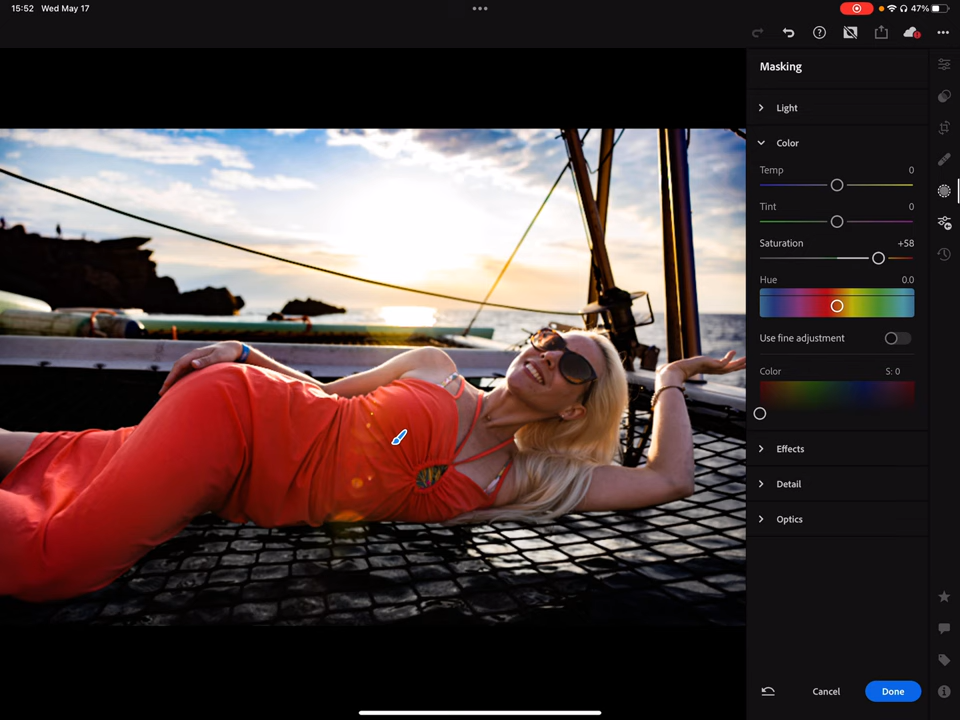 15:52 Wed May 17
47%
Masking
Light
Color
Temp 0
Tint 0
Saturation +58
Hue 0.0
Use fine adjustment
Color S: 0
Effects
Detail
Optics
Cancel Done